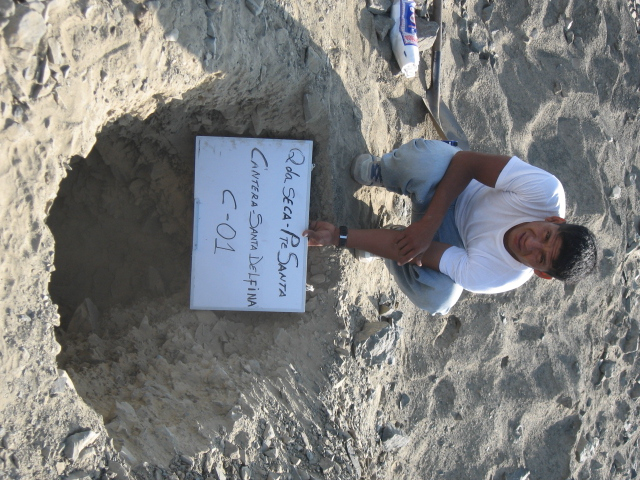 Qda SECA - Pte SANTA
CANTERA SANTA DELFINA
C-01